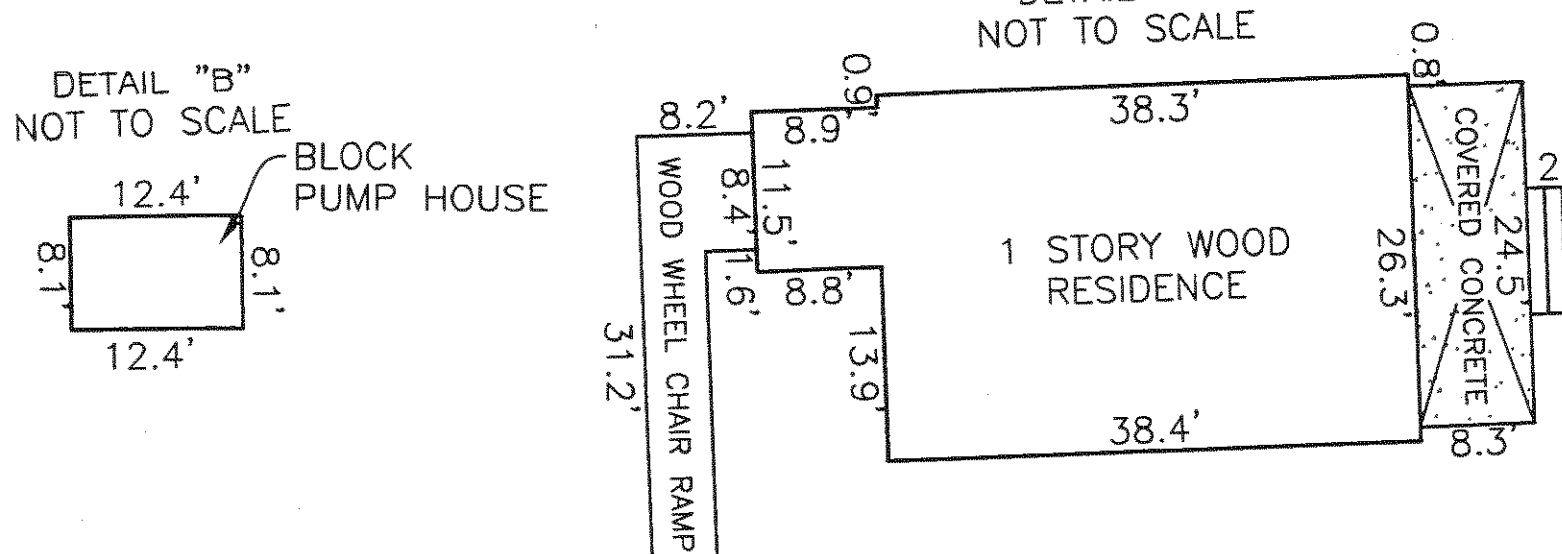 DETAIL "B"
NOT TO SCALE
BLOCK
PUMP HOUSE
12.4'
8.1'
8.1'
12.4'
NOT TO SCALE
0.8'
0.9'
38.3'
8.2'
8.9'
WOOD WHEEL CHAIR RAMP
8.4'
11.5'
1.6'
8.8'
31.2'
13.9'
1 STORY WOOD
RESIDENCE
26.3'
COVERED CONCRETE
24.5'
2
38.4'
8.3'